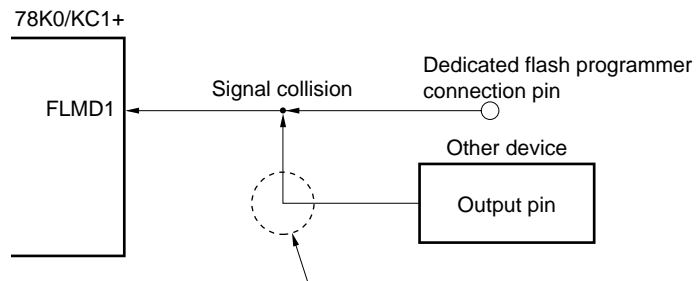 78K0/KC1+
Dedicated flash programmer
connection pin
Signal collision
FLMD1
Other device
Output pin